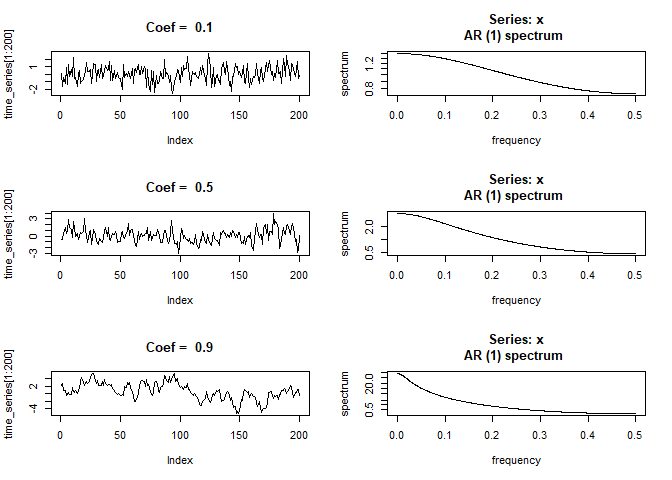 Coef = 0.1
time_series[1:200]
1
-2
0
50
100
150
200
Index
Series: x
AR (1) spectrum
spectrum
1.2
0.8
0.0
0.1
0.2
0.3
0.4
0.5
frequency
Coef = 0.5
time_series[1:200]
3
0
-3
0
50
100
150
200
Index
Series: x
AR (1) spectrum
spectrum
2.0
0.5
0.0
0.1
0.2
0.3
0.4
0.5
frequency
Coef = 0.9
time_series[1:200]
2
-4
0
50
100
150
200
Index
Series: x
AR (1) spectrum
spectrum
20.0
0.5
0.0
0.1
0.2
0.3
0.4
0.5
frequency